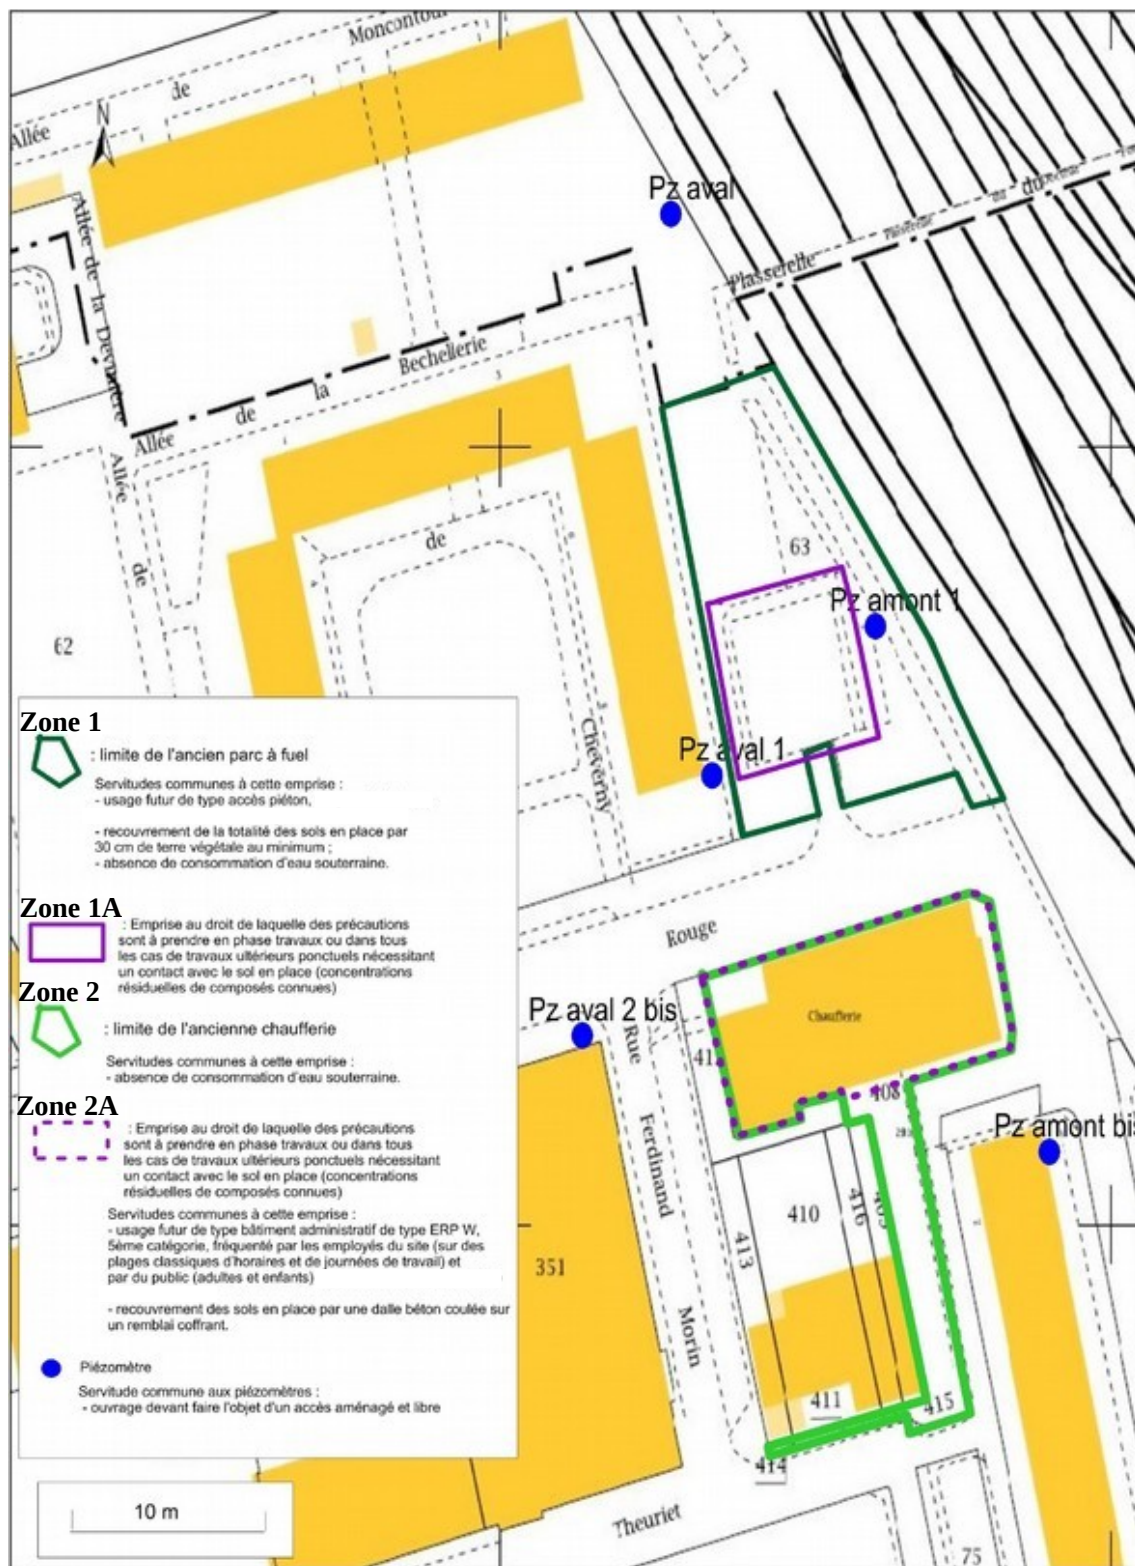 Moncontour
de
Allée
N
Pz aval
du
Passerelle
Allée de la Devinière
Bechellerie
la
de
Allée
3
Allée
de
de
63
Pz amont 1
62
Cheverny
3
Pz aval 1
Zone 1
: limite de l'ancien parc à fuel
Servitudes communes à cette emprise :
- usage futur de type accès piéton,
- recouvrement de la totalité des sols en place par
30 cm de terre végétale au minimum ;
- absence de consommation d'eau souterraine.
Zone 1A
: Emprise au droit de laquelle des précautions
sont à prendre en phase travaux ou dans tous
les cas de travaux ultérieurs ponctuels nécessitant
un contact avec le sol en place (concentrations
résiduelles de composés connues)
Zone 2
: limite de l'ancienne chaufferie
Servitudes communes à cette emprise :
- absence de consommation d'eau souterraine.
Zone 2A
: Emprise au droit de laquelle des précautions
sont à prendre en phase travaux ou dans tous
les cas de travaux ultérieurs ponctuels nécessitant
un contact avec le sol en place (concentrations
résiduelles de composés connues)
Servitudes communes à cette emprise :
- usage futur de type bâtiment administratif de type ERP W,
5ème catégorie, fréquenté par les employés du site (sur des
plages classiques d'horaires et de journées de travail) et
par du public (adultes et enfants)
- recouvrement des sols en place par une dalle béton coulée sur
un remblai coffrant.
Piézomètre
Servitude commune aux piézomètres :
- ouvrage devant faire l'objet d'un accès aménagé et libre
10 m
Rouge
Chaufferie
Pz aval 2 bis
Rue
Ferdinand
Morin
41
408
Pz amont bis
410
416
409
413
351
411
415
414
Theuriet
75